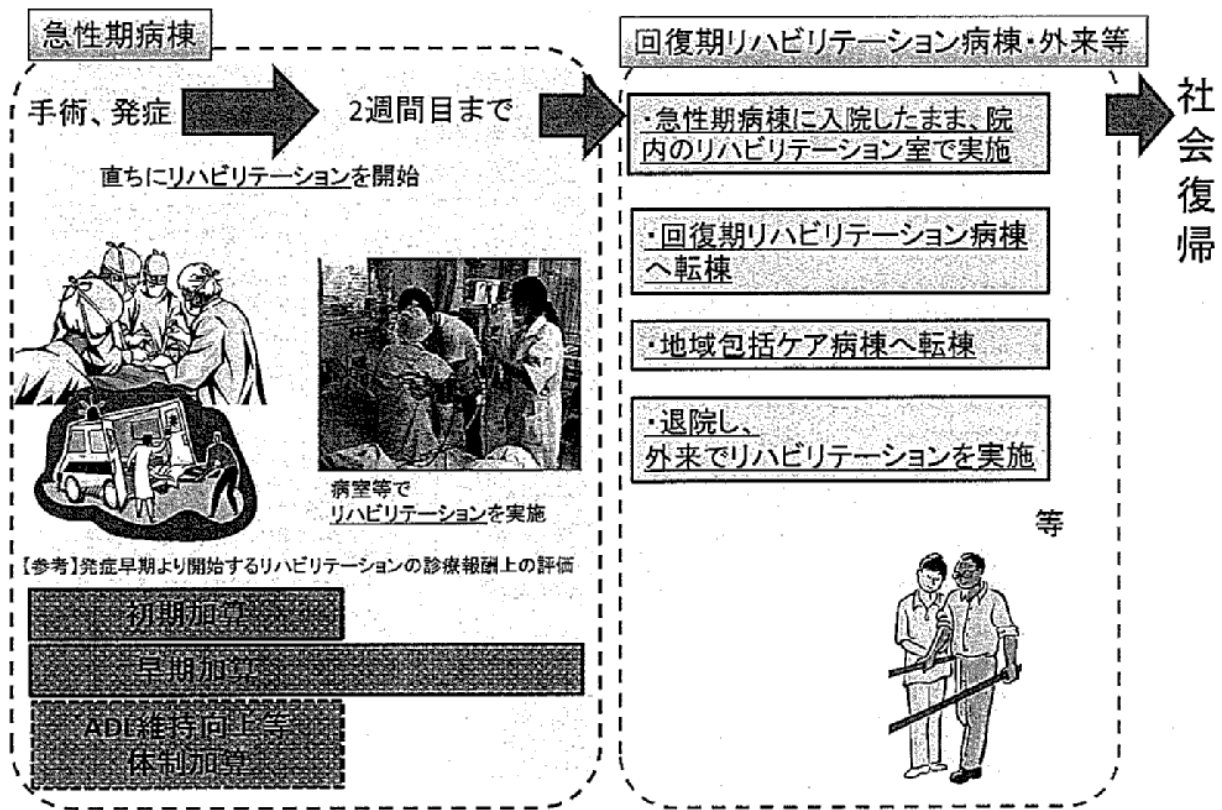 急性期病棟
手術、発症
2週間目まで
直ちにリハビリテーションを開始
病室等で
リハビリテーションを実施
【参考】発症早期より開始するリハビリテーションの診療報酬上の評価
初期加算
早期加算
ADL維持向上等
体制加算
回復期リハビリテーション病棟・外来等
・急性期病棟に入院したまま、院
内のリハビリテーション室で実施
・回復期リハビリテーション病棟
へ転棟
・地域包括ケア病棟へ転棟
・退院し、
外来でリハビリテーションを実施
等
社会復帰